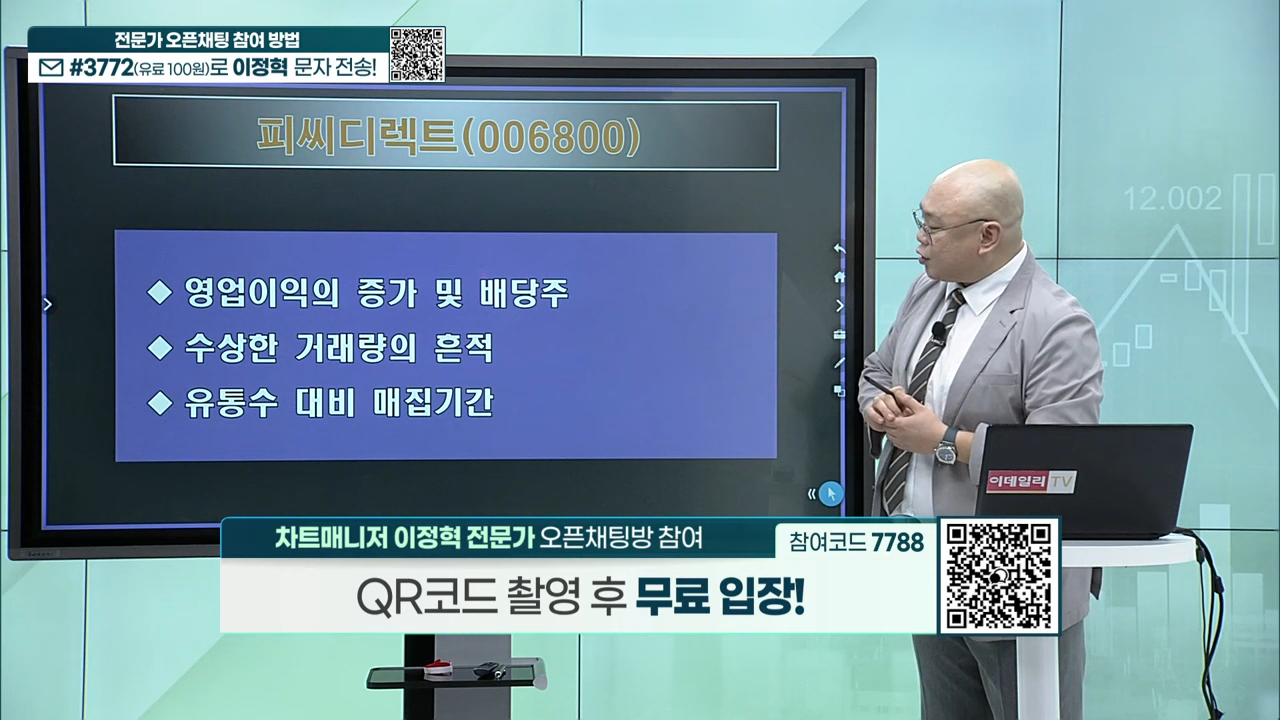 전문가 오픈채팅 참여 방법
#3772(유료 100원)로 이정혁 문자 전송!
피씨디렉트(006800)
◆ 영업이익의 증가 및 배당주
◆ 수상한 거래량의 흔적
◆ 유통수 대비 매집기간
12.002
이데일리TV
차트매니저 이정혁 전문가 오픈채팅방 참여
참여코드 7788
QR코드 촬영 후 무료 입장!